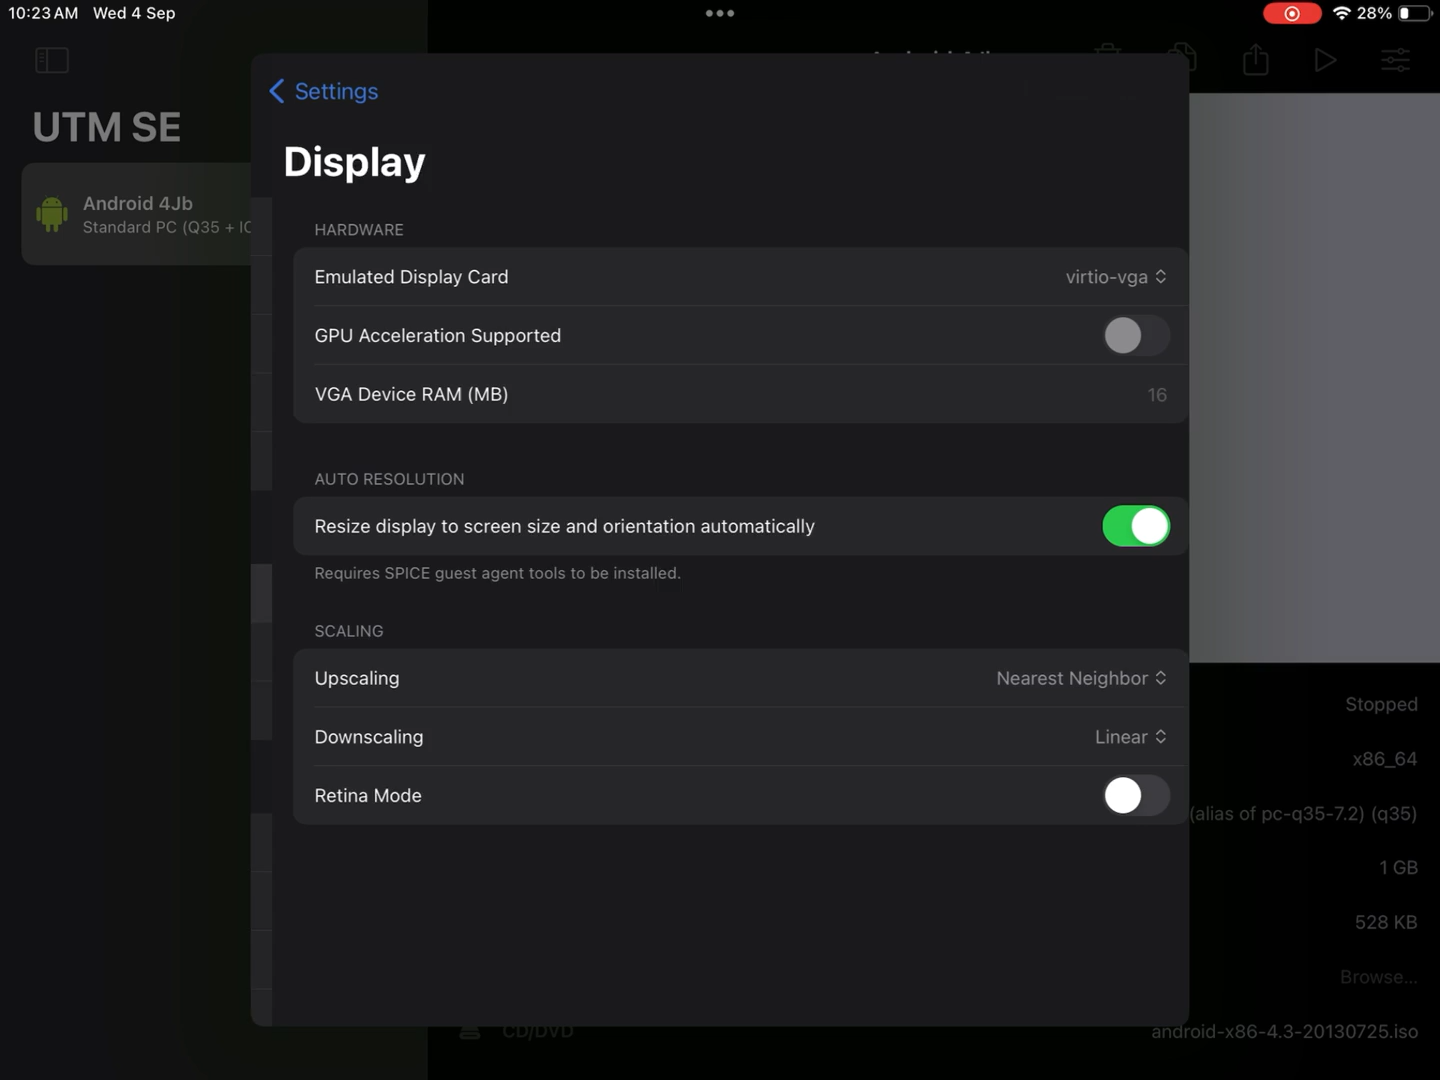 10:23 AM Wed 4 Sep
28%
Settings
UTM SE
Display
Android 4Jb
Standard PC (Q35 + IC
HARDWARE
Emulated Display Card
virtio-vga
GPU Acceleration Supported
VGA Device RAM (MB)
16
AUTO RESOLUTION
Resize display to screen size and orientation automatically
Requires SPICE guest agent tools to be installed.
SCALING
Upscaling
Nearest Neighbor
Downscaling
Linear
Retina Mode
Stopped
x86_64
(alias of pc-q35-7.2) (q35)
1 GB
528 KB
Browse...
CD/DVD
android-x86-4.3-20130725.iso